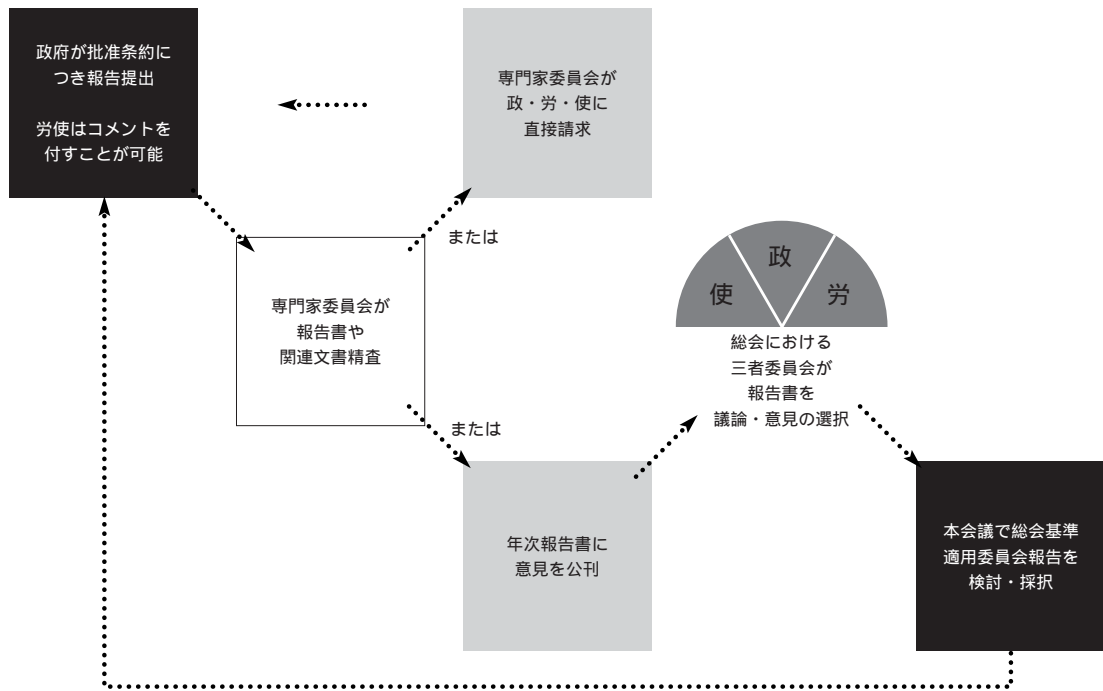 政府が批准条約に
つき報告提出
労使はコメントを
付すことが可能
専門家委員会が
政・労・使に
直接請求
または
専門家委員会が
報告書や
関連文書精査
または
年次報告書に
意見を公刊
使
政
労
総会における
三者委員会が
報告書を
議論・意見の選択
本会議で総会基準
適用委員会報告を
検討・採択